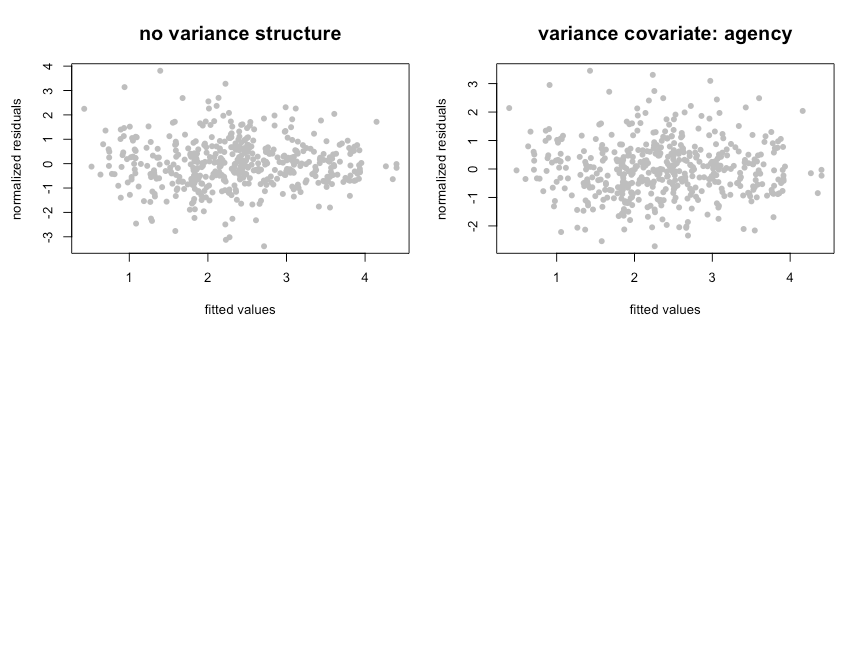 no variance structure
4
3
2
1
0
-1
-2
-3
normalized residuals
1 2 3 4
fitted values
variance covariate: agency
3
2
1
0
-1
-2
normalized residuals
1 2 3 4
fitted values